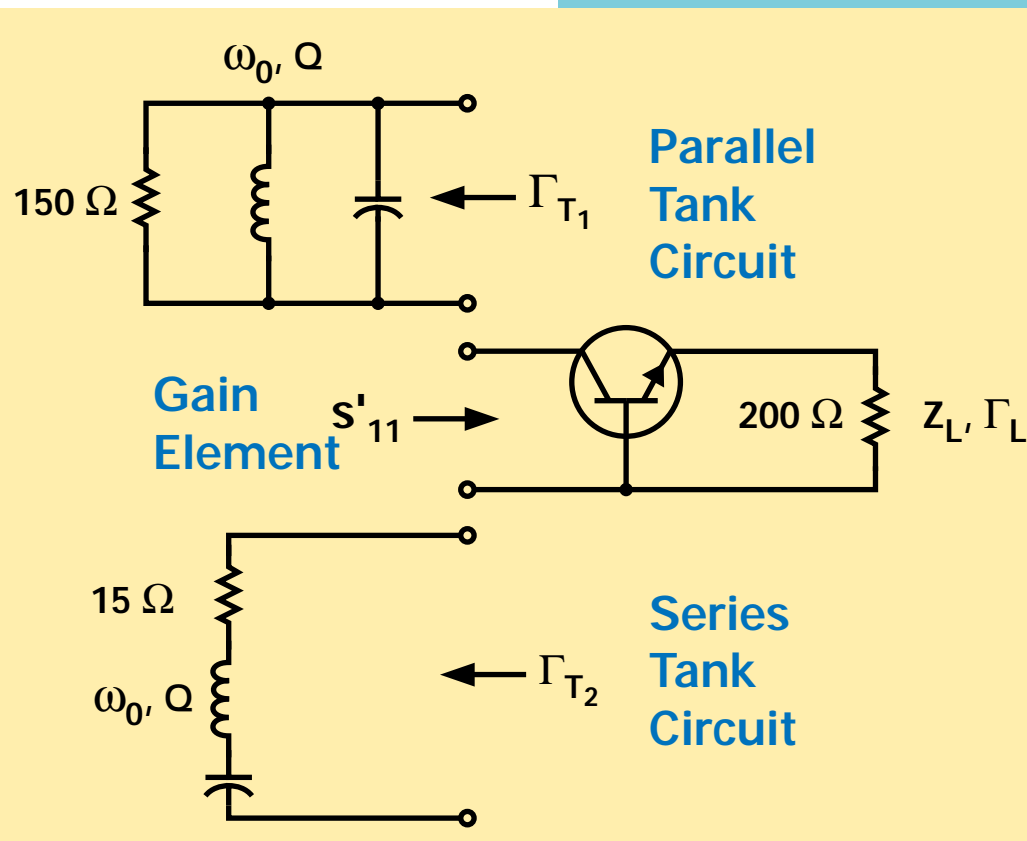 ω0, Q
150 Ω
ΓT1
Parallel
Tank
Circuit
Gain
Element
S'11
200 Ω
ZL, ΓL
15 Ω
ω0, Q
ΓT2
Series
Tank
Circuit